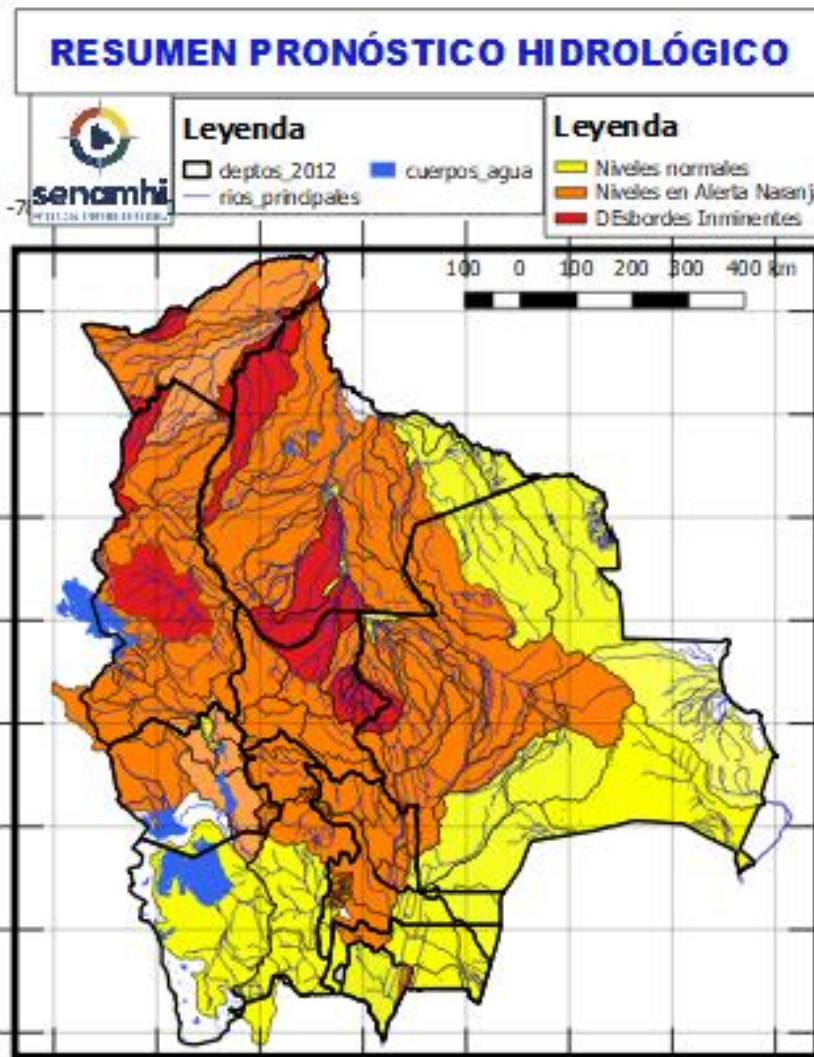 RESUMEN PRONÓSTICO HIDROLÓGICO
senamhi
Leyenda
deptos_2012
cuerpos_agua
rios_principales
Leyenda
Niveles normales
Niveles en Alerta Naranj
DEsbordes Inminentes
100 0 100 200 300 400 km